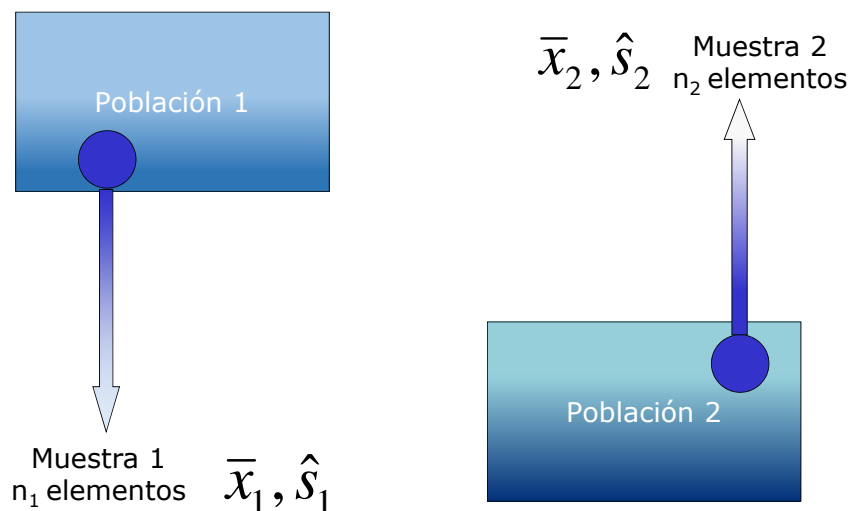 Población 1
Muestra 1
n₁ elementos
x̅₁, ŝ₁
x̅₂, ŝ₂
Muestra 2
n₂ elementos
Población 2